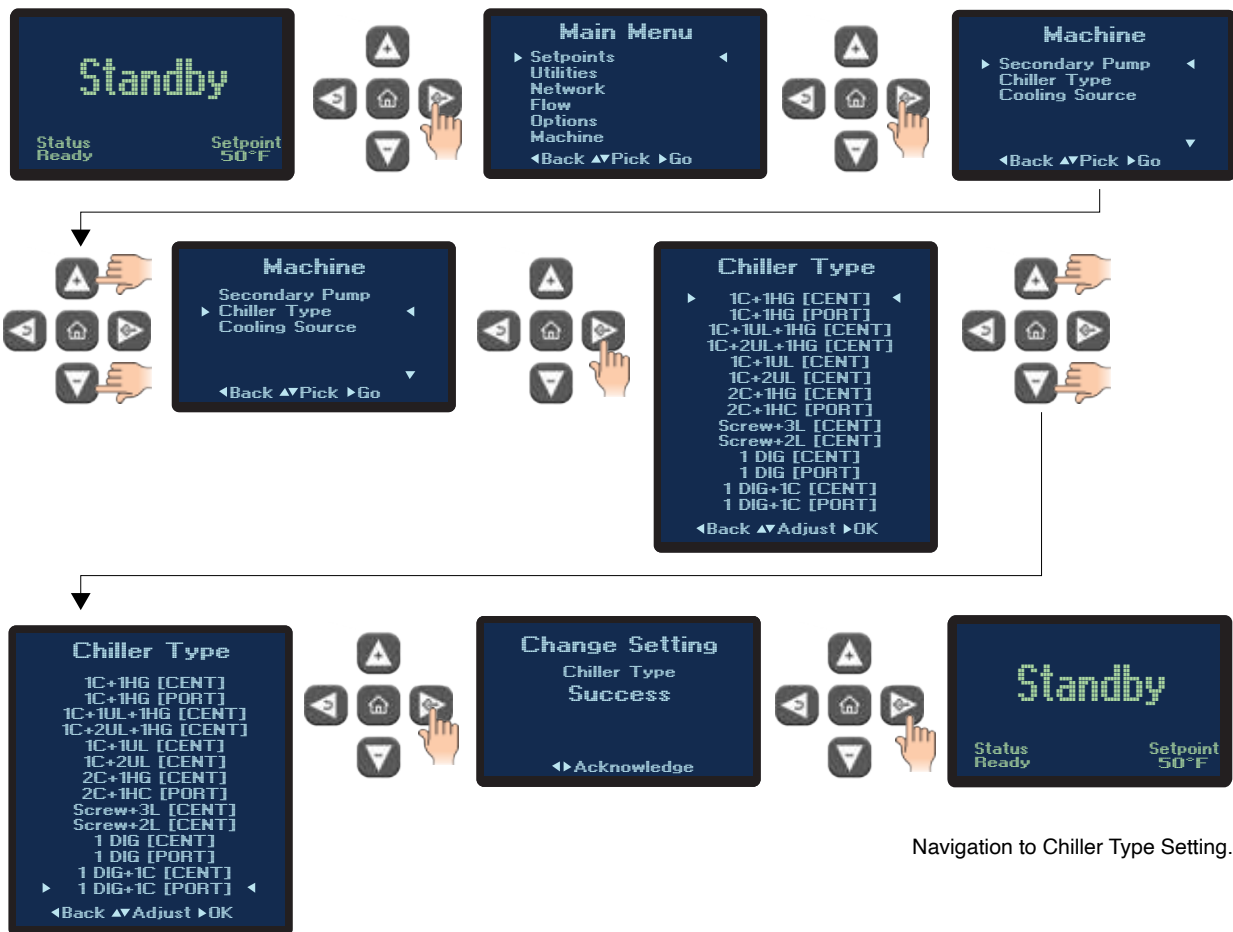 Standby
Status
Ready
Setpoint
50°F
Main Menu
▶ Setpoints ◀
Utilities
Network
Flow
Options
Machine
◀Back ▲▼Pick ▶Go
Machine
▶ Secondary Pump ◀
Chiller Type
Cooling Source
▼
◀Back ▲▼Pick ▶Go
Machine
Secondary Pump
▶ Chiller Type ◀
Cooling Source
▼
◀Back ▲▼Pick ▶Go
Chiller Type
▶ 1C+1HG [CENT] ◀
1C+1HG [PORT]
1C+1UL+1HG [CENT]
1C+2UL+1HG [CENT]
1C+1UL [CENT]
1C+2UL [CENT]
2C+1HG [CENT]
2C+1HC [PORT]
Screw+3L [CENT]
Screw+2L [CENT]
1 DIG [CENT]
1 DIG [PORT]
1 DIG+1C [CENT]
1 DIG+1C [PORT]
◀Back ▲▼Adjust ▶OK
Chiller Type
1C+1HG [CENT]
1C+1HG [PORT]
1C+1UL+1HG [CENT]
1C+2UL+1HG [CENT]
1C+1UL [CENT]
1C+2UL [CENT]
2C+1HG [CENT]
2C+1HC [PORT]
Screw+3L [CENT]
Screw+2L [CENT]
1 DIG [CENT]
1 DIG [PORT]
1 DIG+1C [CENT]
▶ 1 DIG+1C [PORT] ◀
◀Back ▲▼Adjust ▶OK
Change Setting
Chiller Type
Success
◀▶Acknowledge
Standby
Status
Ready
Setpoint
50°F
Navigation to Chiller Type Setting.